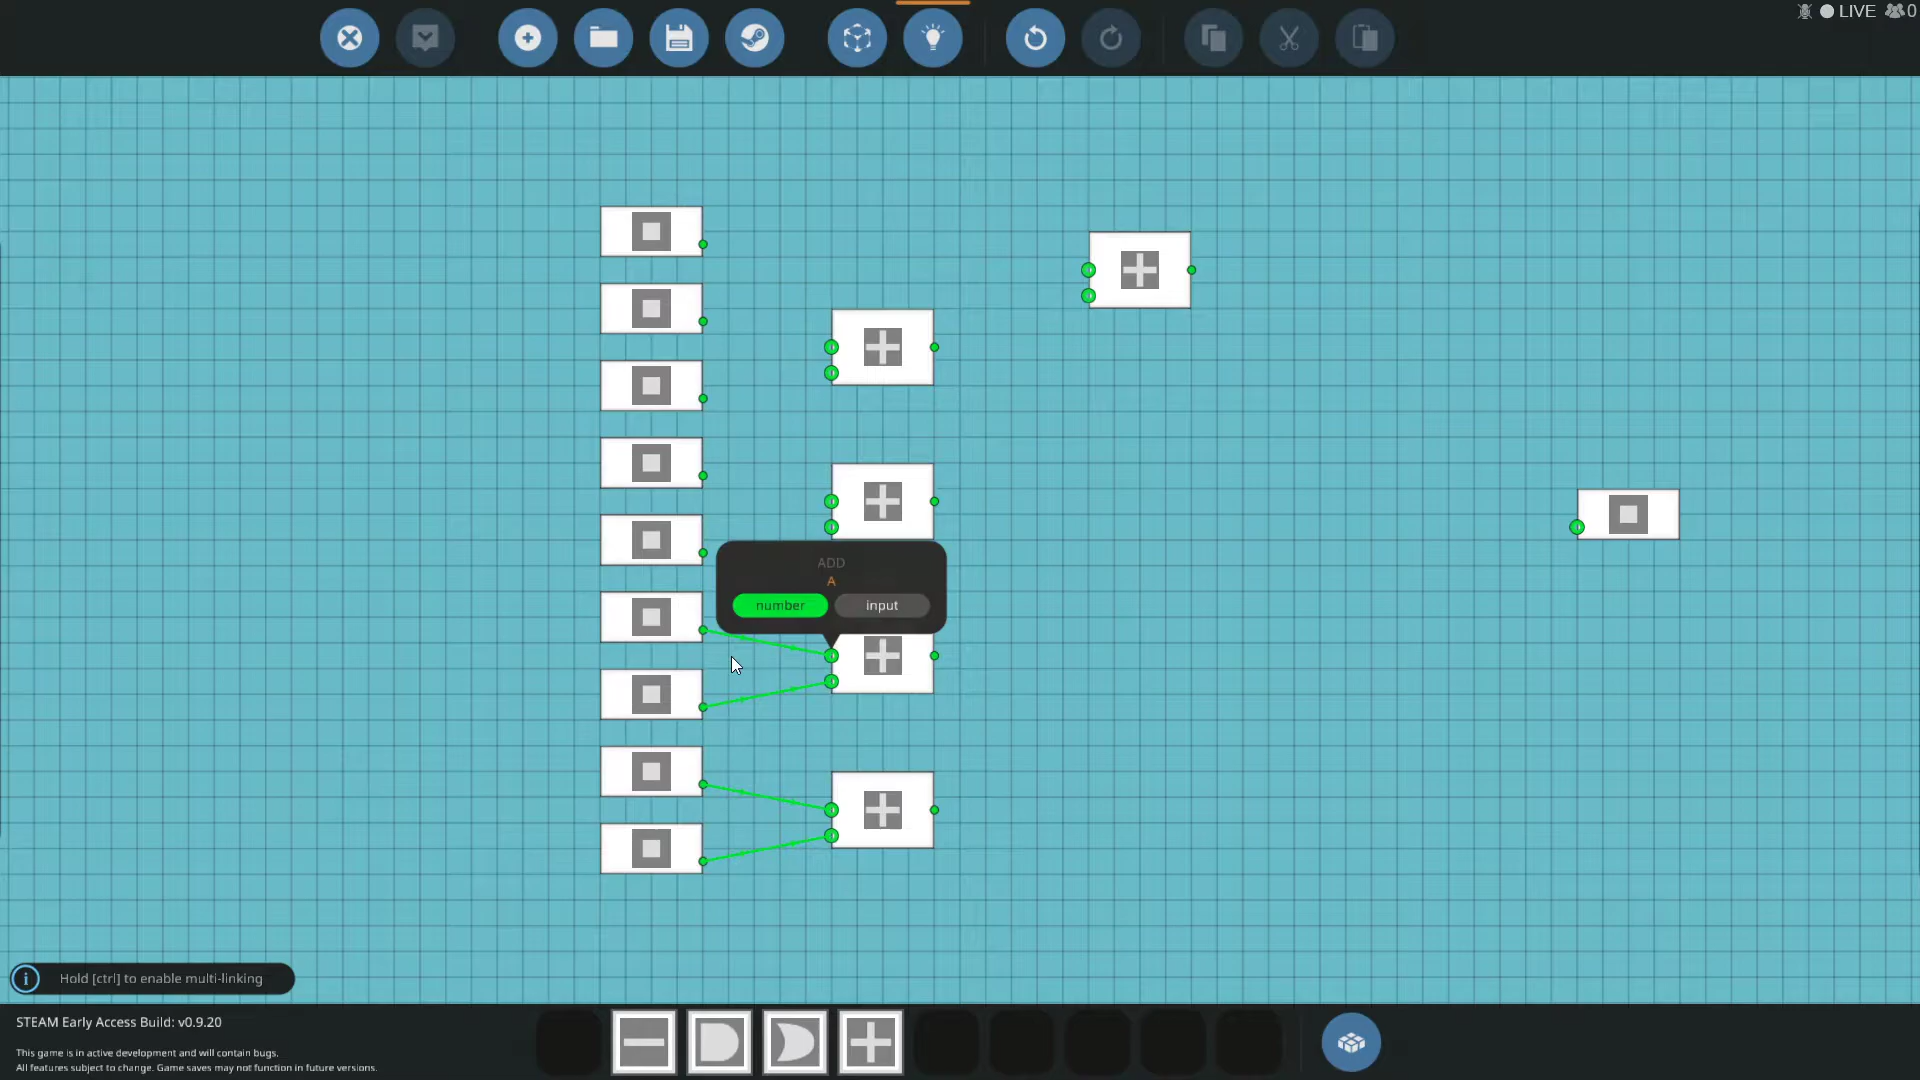 LIVE 0
ADD
A
number input
Hold [ctrl] to enable multi-linking
STEAM Early Access Build: v0.9.20
This game is in active development and will contain bugs.
All features subject to change. Game saves may not function in future versions.